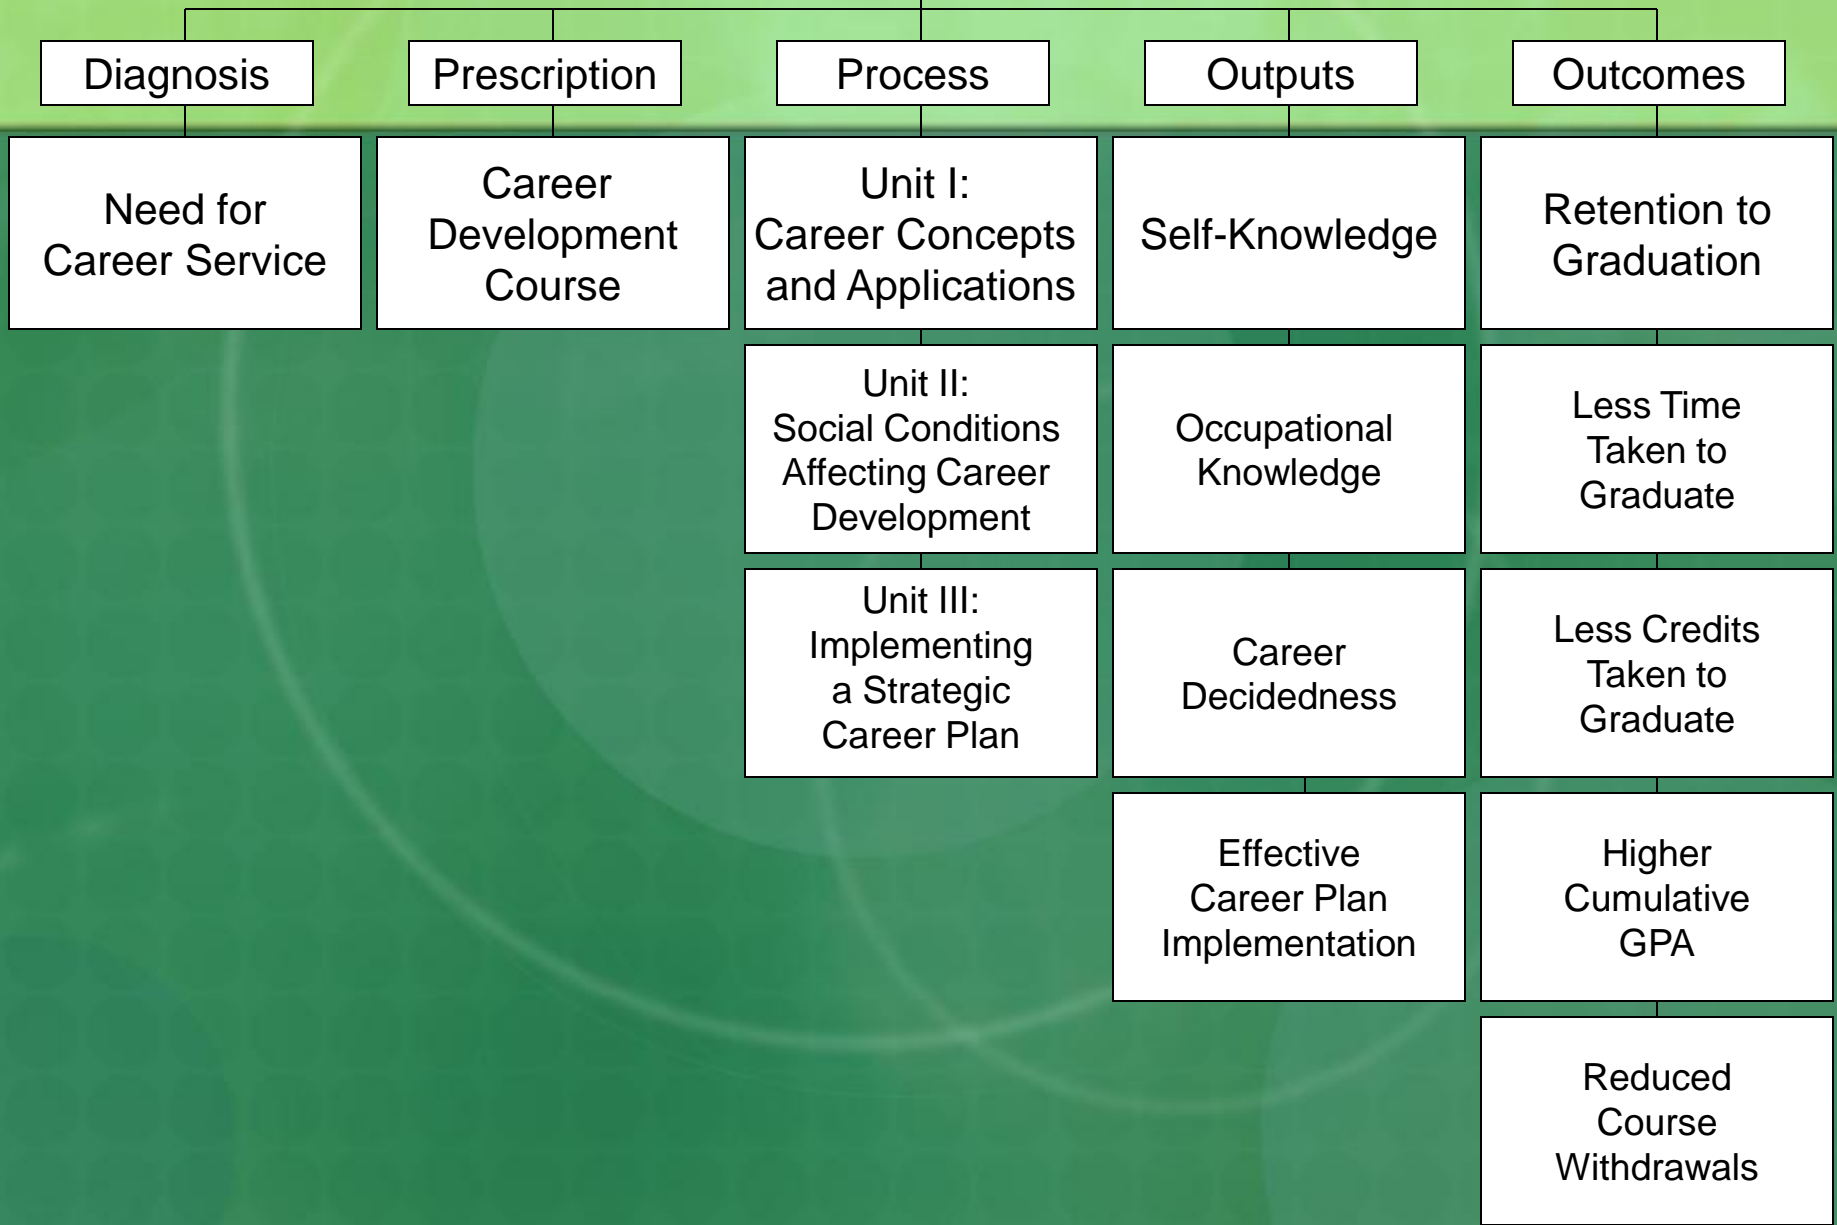 Diagnosis
Prescription
Process
Outputs
Outcomes
Need for
Career Service
Career
Development
Course
Unit I:
Career Concepts
and Applications
Self-Knowledge
Retention to
Graduation
Unit II:
Social Conditions
Affecting Career
Development
Occupational
Knowledge
Less Time
Taken to
Graduate
Unit III:
Implementing
a Strategic
Career Plan
Career
Decidedness
Less Credits
Taken to
Graduate
Effective
Career Plan
Implementation
Higher
Cumulative
GPA
Reduced
Course
Withdrawals